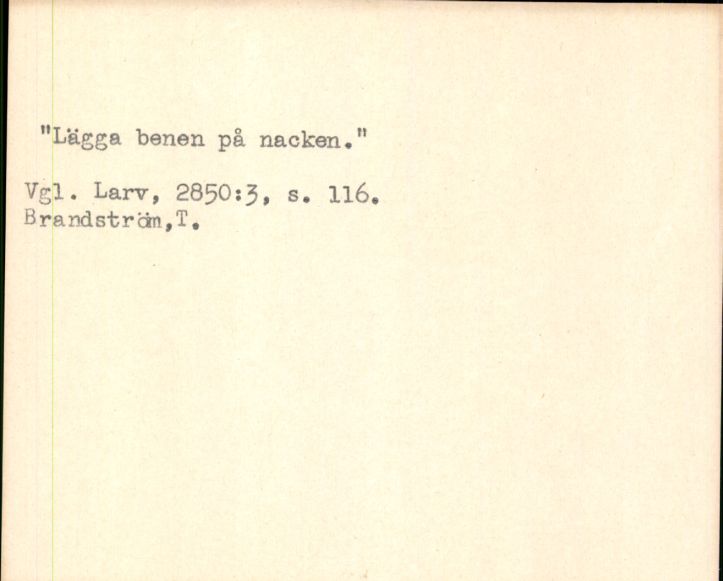 "Lägga benen på nacken."
Vgl. Larv, 2850:3, s. 116.
Brandström,T.